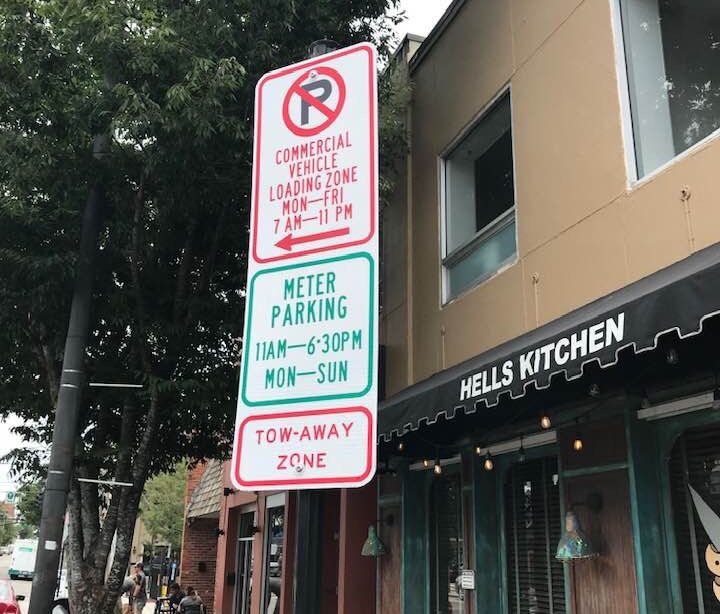 P
COMMERCIAL
VEHICLE
LOADING ZONE
MON—FRI
7 AM—11 PM
METER
PARKING
11AM—6·30PM
MON—SUN
TOW-AWAY
ZONE
HELLS KITCHEN